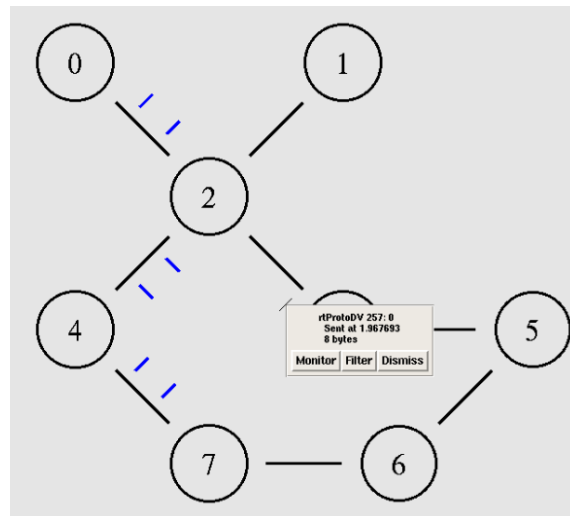 0 1
2
rtProtoDV 257: 0
Sent at 1.967693
8 bytes
Monitor Filter Dismiss
4 5
7 6